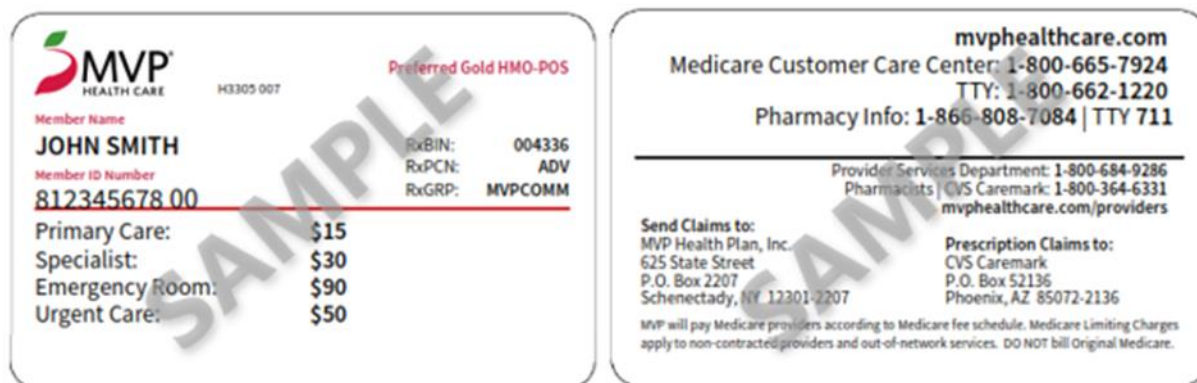 MVP®
HEALTH CARE
H3305 007
Preferred Gold HMO-POS
Member Name
JOHN SMITH
Member ID Number
812345678 00
RxBIN: 004336
RxPCN: ADV
RxGRP: MVPCOMM
Primary Care: $15
Specialist: $30
Emergency Room: $90
Urgent Care: $50
SAMPLE
mvphealthcare.com
Medicare Customer Care Center: 1-800-665-7924
TTY: 1-800-662-1220
Pharmacy Info: 1-866-808-7084 | TTY 711
Provider Services Department: 1-800-684-9286
Pharmacists | CVS Caremark: 1-800-364-6331
mvphealthcare.com/providers
Send Claims to:
MVP Health Plan, Inc.
625 State Street
P.O. Box 2207
Schenectady, NY 12301-2207
Prescription Claims to:
CVS Caremark
P.O. Box 52136
Phoenix, AZ 85072-2136
MVP will pay Medicare providers according to Medicare fee schedule. Medicare Limiting Charges
apply to non-contracted providers and out-of-network services. DO NOT bill Original Medicare.
SAMPLE